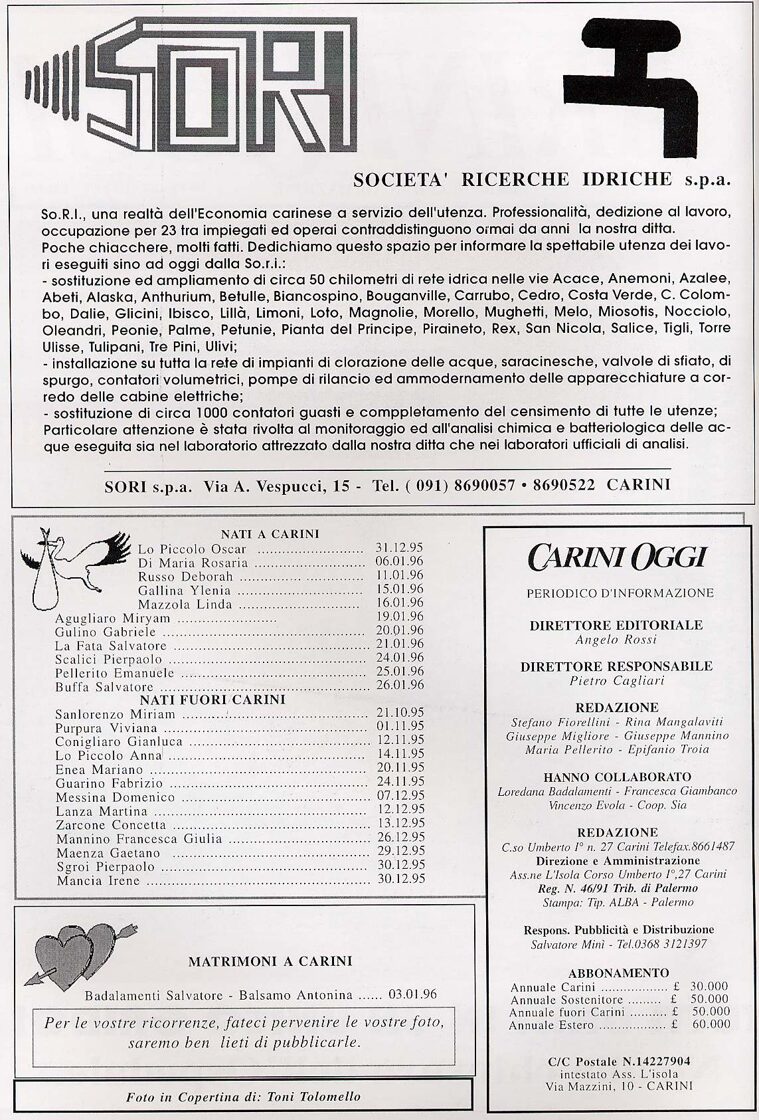 SORI
SOCIETA' RICERCHE IDRICHE s.p.a.
So.R.I., una realtà dell'Economia carinese a servizio dell'utenza. Professionalità, dedizione al lavoro,
occupazione per 23 tra impiegati ed operai contraddistinguono ormai da anni la nostra ditta.
Poche chiacchere, molti fatti. Dedichiamo questo spazio per informare la spettabile utenza dei lavo-
ri eseguiti sino ad oggi dalla So.r.i.:
- sostituzione ed ampliamento di circa 50 chilometri di rete idrica nelle vie Acace, Anemoni, Azalee,
Abeti, Alaska, Anthurium, Betulle, Biancospino, Bouganville, Carrubo, Cedro, Costa Verde, C. Colom-
bo, Dalie, Glicini, Ibisco, Lillà, Limoni, Loto, Magnolie, Morello, Mughetti, Melo, Miosotis, Nocciolo,
Oleandri, Peonie, Palme, Petunie, Pianta del Principe, Piraineto, Rex, San Nicola, Salice, Tigli, Torre
Ulisse, Tulipani, Tre Pini, Ulivi;
- installazione su tutta la rete di impianti di clorazione delle acque, saracinesche, valvole di sfiato, di
spurgo, contatori volumetrici, pompe di rilancio ed ammodernamento delle apparecchiature a cor-
redo delle cabine elettriche;
- sostituzione di circa 1000 contatori guasti e comppletamento del censimento di tutte le utenze;
Particolare attenzione è stata rivolta al monitoraggio ed all'analisi chimica e batteriologica delle ac-
que eseguita sia nel laboratorio attrezzato dalla nostra ditta che nei laboratori ufficiali di analisi.
SORI s.p.a. Via A. Vespucci, 15 - Tel. ( 091) 8690057 • 8690522 CARINI
NATI A CARINI
Lo Piccolo Oscar ........................ 31.12.95
Di Maria Rosaria ........................ 06.01.96
Russo Deborah ........................ 11.01.96
Gallina Ylenia ........................ 15.01.96
Mazzola Linda ........................ 16.01.96
Agugliaro Miryam ........................ 19.01.96
Gulino Gabriele ........................ 20.01.96
La Fata Salvatore ........................ 21.01.96
Scalici Pierpaolo ........................ 24.01.96
Pellerito Emanuele ........................ 25.01.96
Buffa Salvatore ........................ 26.01.96
NATI FUORI CARINI
Sanlorenzo Miriam ........................ 21.10.95
Purpura Viviana ........................ 01.11.95
Conigliaro Gianluca ........................ 12.11.95
Lo Piccolo Anna ........................ 14.11.95
Enea Mariano ........................ 20.11.95
Guarino Fabrizio ........................ 24.11.95
Messina Domenico ........................ 07.12.95
Lanza Martina ........................ 12.12.95
Zarcone Concetta ........................ 13.12.95
Mannino Francesca Giulia ........................ 26.12.95
Maenza Gaetano ........................ 29.12.95
Sgroi Pierpaolo ........................ 30.12.95
Mancia Irene ........................ 30.12.95
MATRIMONI A CARINI
Badalamenti Salvatore - Balsamo Antonina ...... 03.01.96
Per le vostre ricorrenze, fateci pervenire le vostre foto,
saremo ben lieti di pubblicarle.
Foto in Copertina di: Toni Tolomello
CARINI OGGI
PERIODICO D'INFORMAZIONE
DIRETTORE EDITORIALE
Angelo Rossi
DIRETTORE RESPONSABILE
Pietro Cagliari
REDAZIONE
Stefano Fiorellini - Rina Mangalaviti
Giuseppe Migliore - Giuseppe Mannino
Maria Pellerito - Epifanio Troia
HANNO COLLABORATO
Loredana Badalamenti - Francesca Giambanco
Vincenzo Evola - Coop. Sia
REDAZIONE
C.so Umberto I° n. 27 Carini Telefax.8661487
Direzione e Amministrazione
Ass.ne L'Isola Corso Umberto I°,27 Carini
Reg. N. 46/91 Trib. di Palermo
Stampa: Tip. ALBA - Palermo
Respons. Pubblicità e Distribuzione
Salvatore Minì - Tel.0368 3121397
ABBONAMENTO
Annuale Carini ................. £ 30.000
Annuale Sostenitore ......... £ 50.000
Annuale fuori Carini .......... £ 50.000
Annuale Estero ................. £ 60.000
C/C Postale N.14227904
intestato Ass. L'isola
Via Mazzini, 10 - CARINI